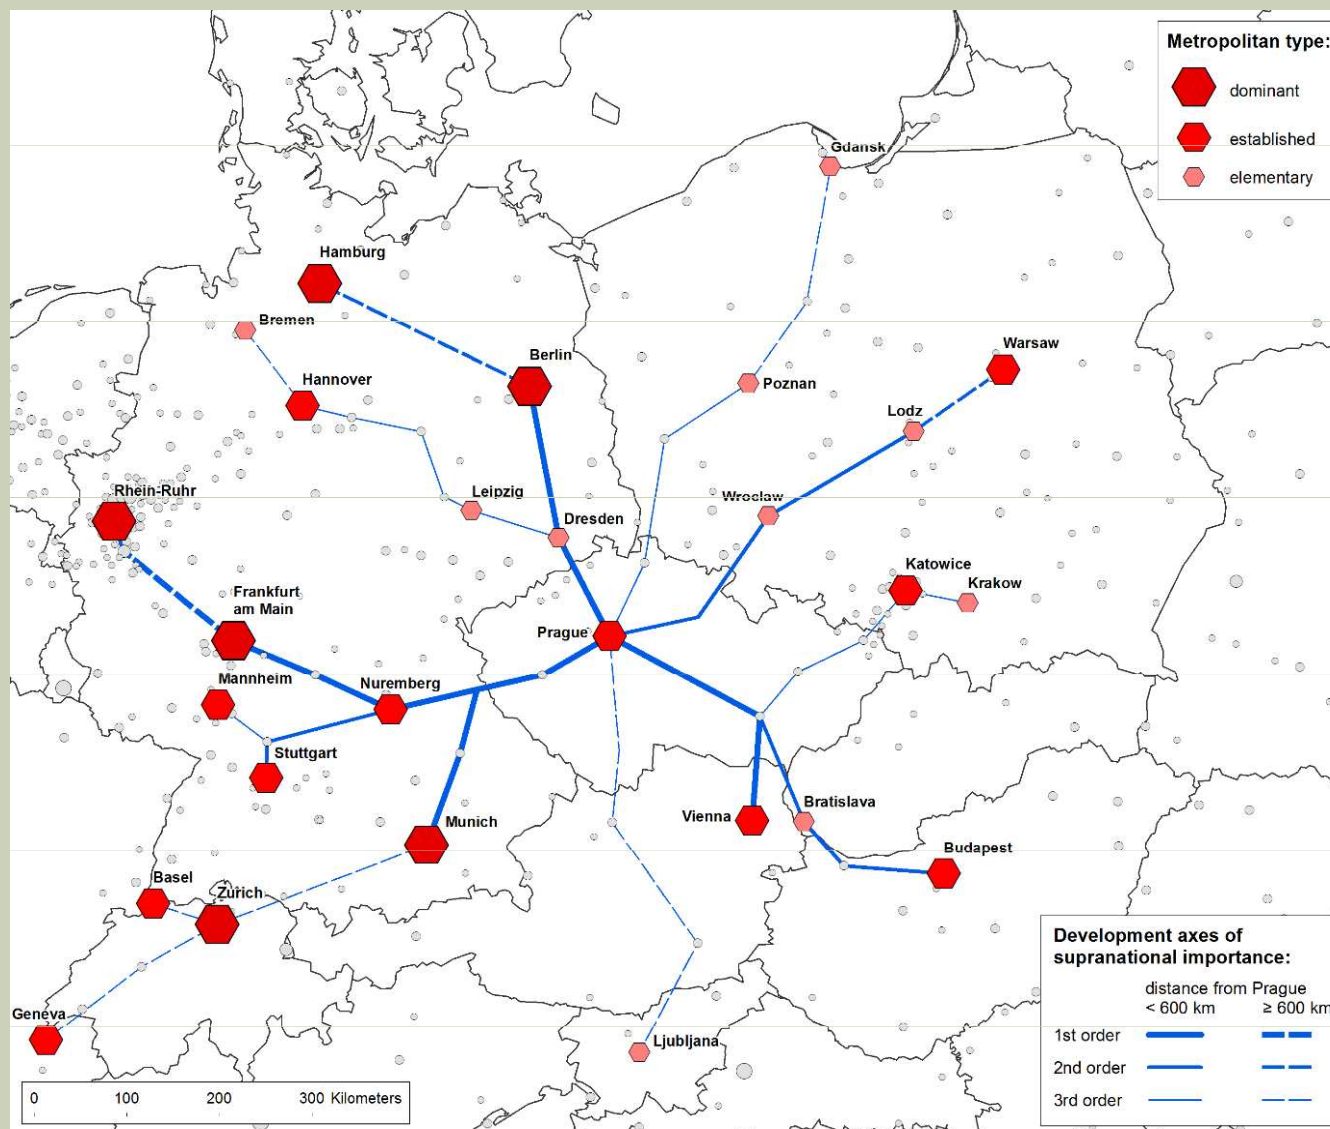 Metropolitan type:
dominant
established
elementary
Gdansk
Hamburg
Bremen
Berlin
Warsaw
Hannover
Poznan
Lodz
Rhein-Ruhr
Leipzig
Wroclaw
Dresden
Katowice
Krakow
Frankfurt
am Main
Prague
Mannheim
Nuremberg
Stuttgart
Munich
Vienna
Bratislava
Budapest
Basel
Zürich
Geneva
Ljubljana
Development axes of
supranational importance:
distance from Prague
< 600 km ≥ 600 km
1st order
2nd order
3rd order
0 100 200 300 Kilometers